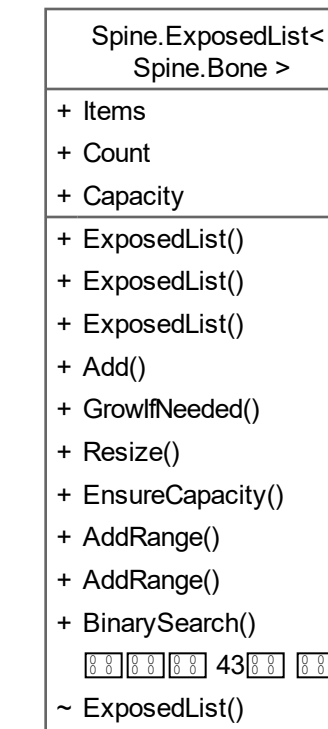 Spine.ExposedList<
Spine.Bone >
+ Items
+ Count
+ Capacity
+ ExposedList()
+ ExposedList()
+ ExposedList()
+ Add()
+ GrowIfNeeded()
+ Resize()
+ EnsureCapacity()
+ AddRange()
+ AddRange()
+ BinarySearch()
43
~ ExposedList()